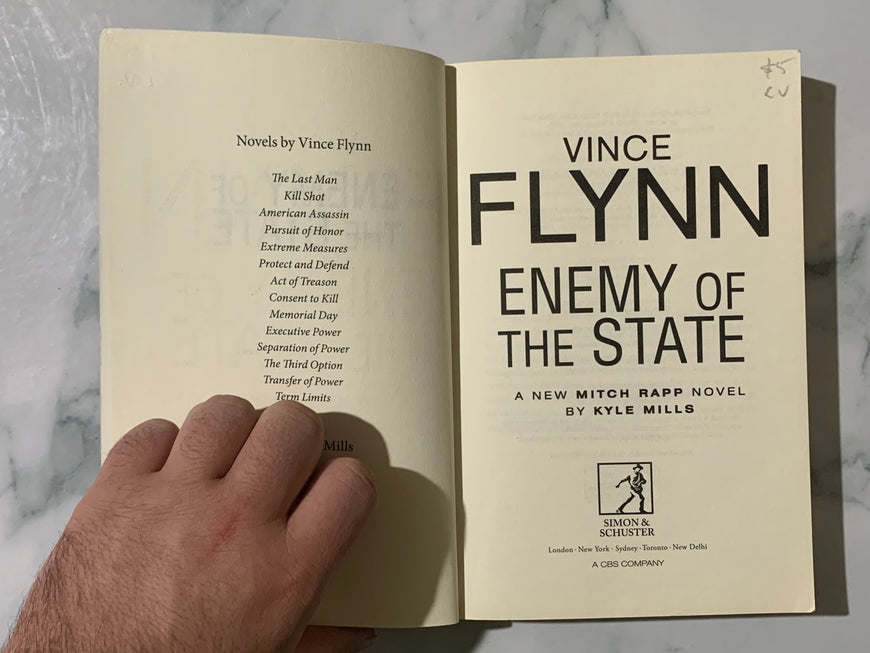 Novels by Vince Flynn
The Last Man
Kill Shot
American Assassin
Pursuit of Honor
Extreme Measures
Protect and Defend
Act of Treason
Consent to Kill
Memorial Day
Executive Power
Separation of Power
The Third Option
Transfer of Power
Term Limits
Mills
$5
VINCE
FLYNN
ENEMY OF
THE STATE
A NEW MITCH RAPP NOVEL
BY KYLE MILLS
SIMON &
SCHUSTER
London · New York · Sydney · Toronto · New Delhi
A CBS COMPANY